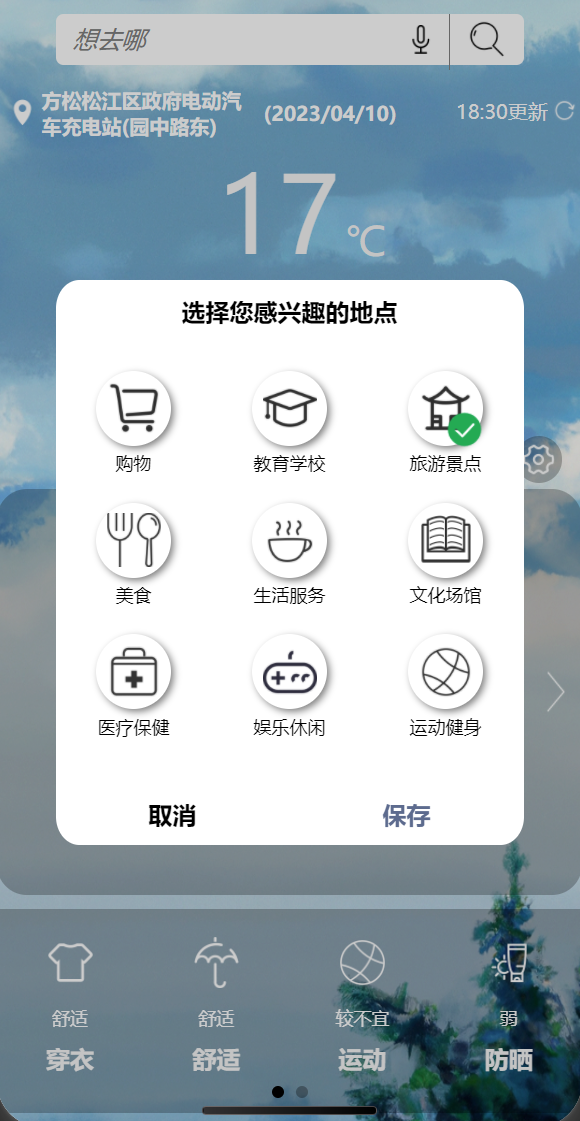 想去哪
方松松江区政府电动汽
车充电站(园中路东)
(2023/04/10)
18:30更新
17℃
选择您感兴趣的地点
购物 教育学校 旅游景点
美食 生活服务 文化场馆
医疗保健 娱乐休闲 运动健身
取消 保存
舒适 舒适 较不宜 弱
穿衣 舒适 运动 防晒